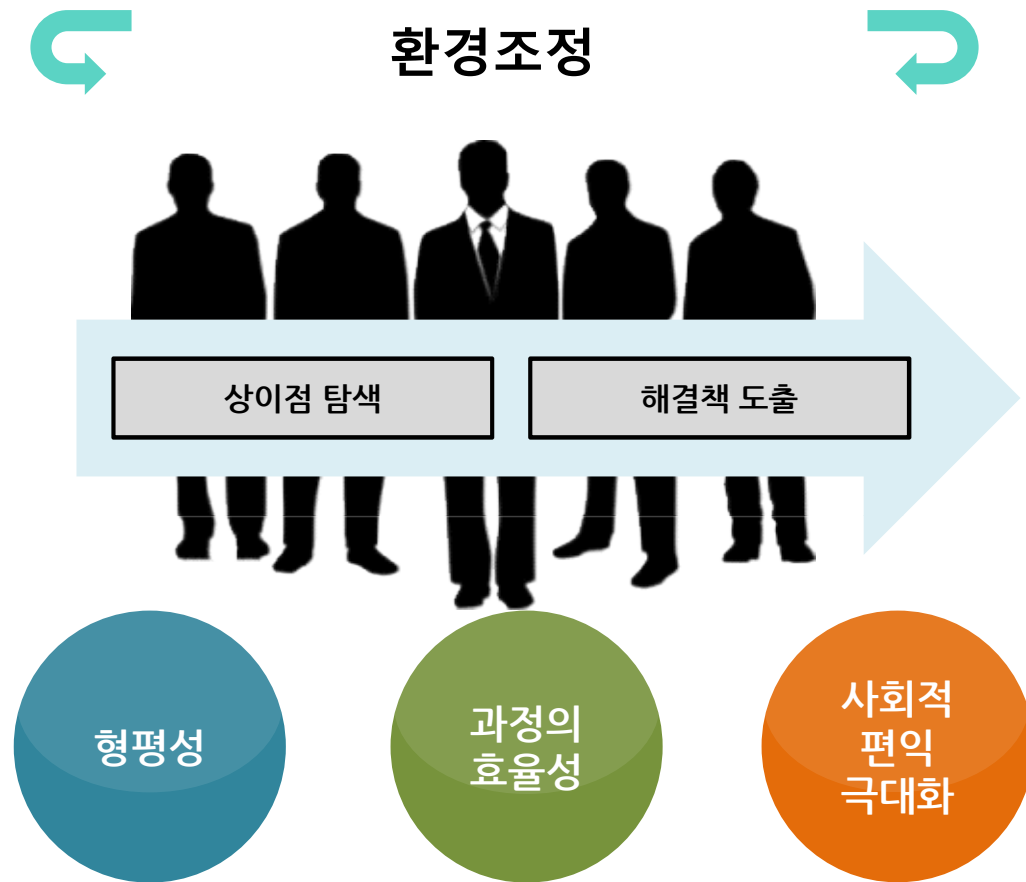 환경조정
상이점 탐색
해결책 도출
형평성
과정의
효율성
사회적
편익
극대화